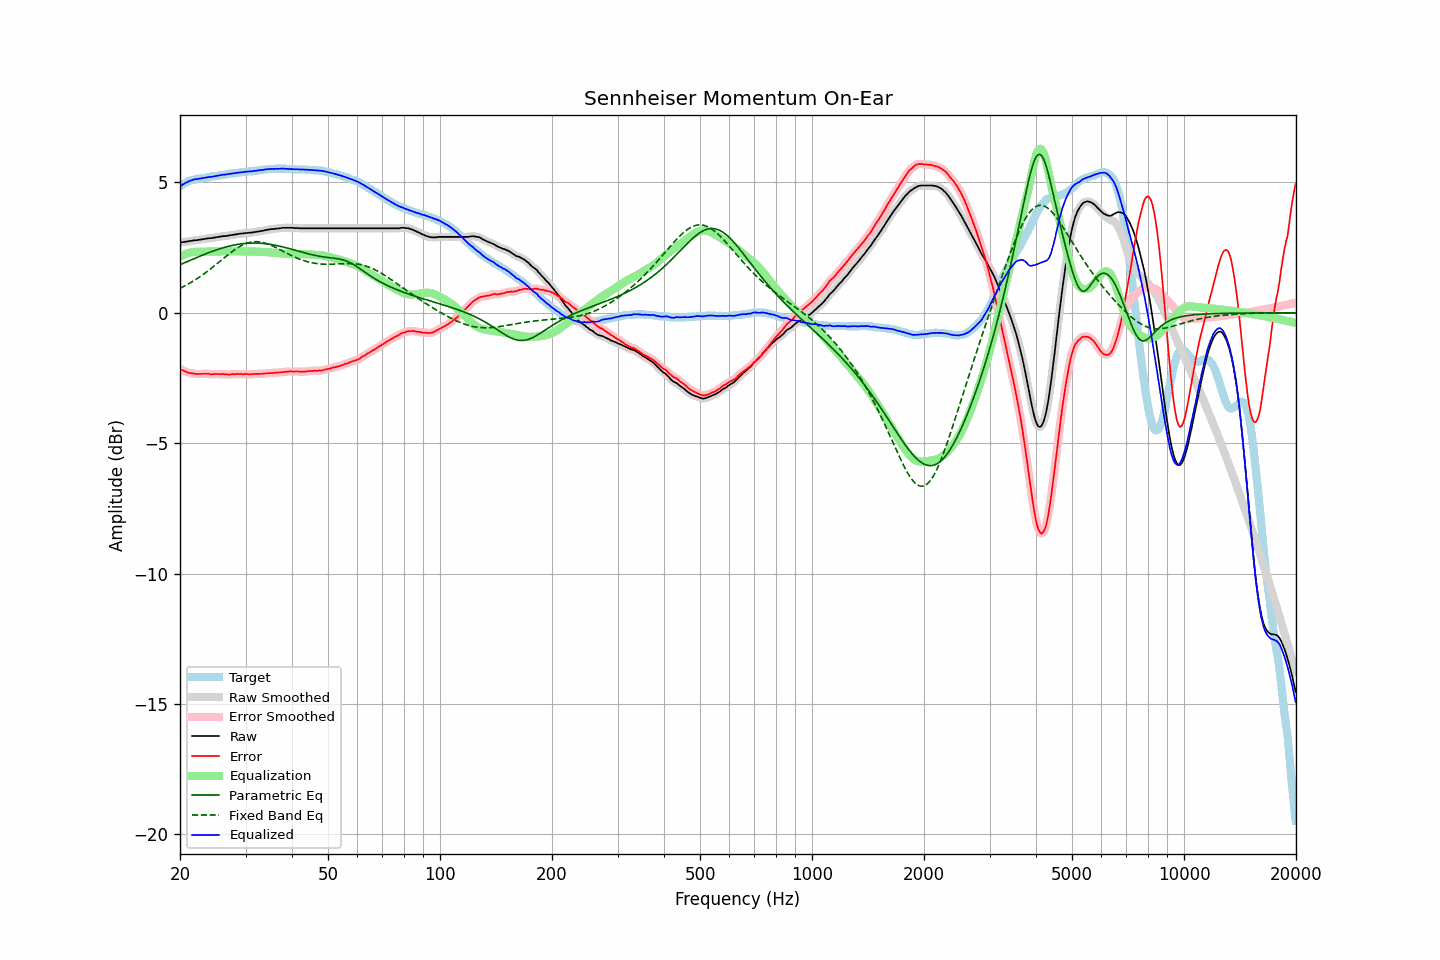 Sennheiser Momentum On-Ear
Amplitude (dBr)
5
0
−5
−10
−15
−20
Target
Raw Smoothed
Error Smoothed
Raw
Error
Equalization
Parametric Eq
Fixed Band Eq
Equalized
20 50 100 200 500 1000 2000 5000 10000 20000
Frequency (Hz)